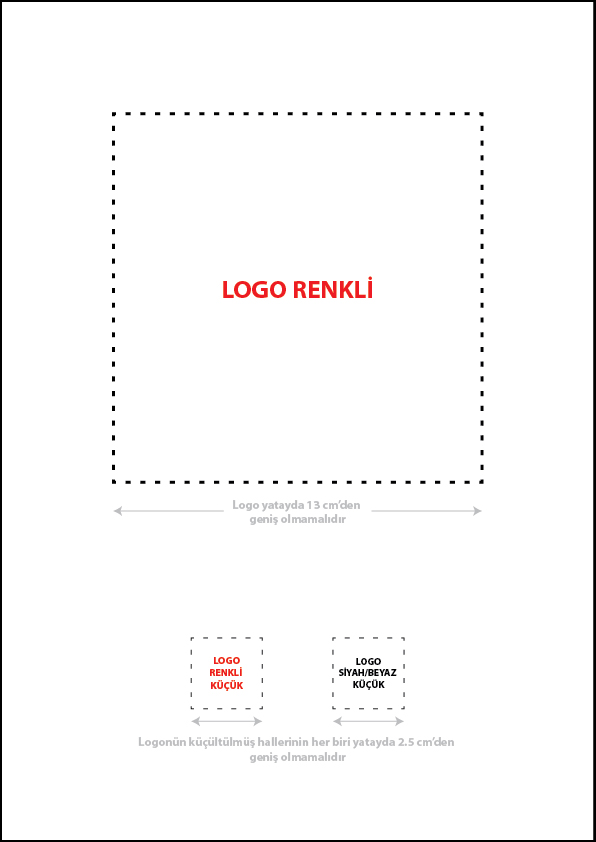 LOGO RENKLİ
Logo yatayda 13 cm'den
geniş olmamalıdır
LOGO
RENKLİ
KÜÇÜK
LOGO
SİYAH/BEYAZ
KÜÇÜK
Logonün küçültülmüş hallerinin her biri yatayda 2.5 cm'den
geniş olmamalıdır